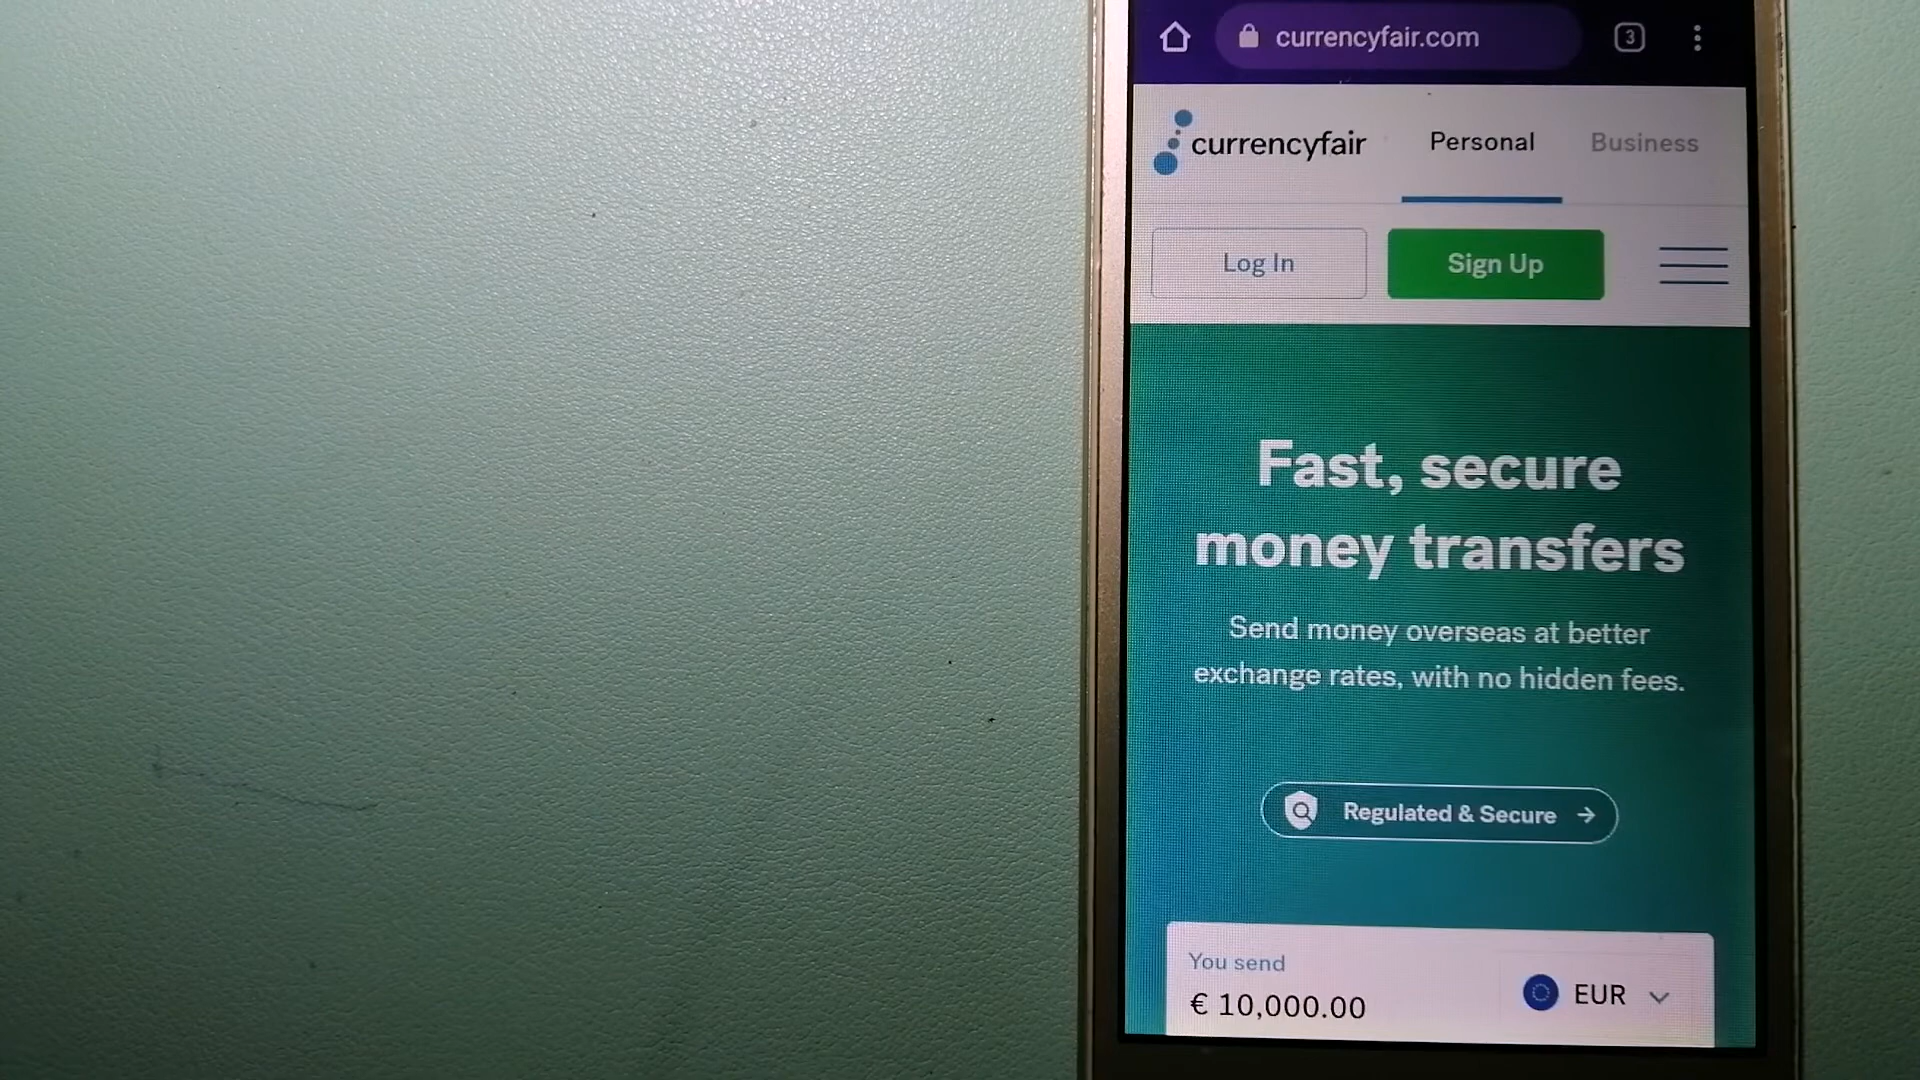 currencyfair.com
3
currencyfair
Personal
Business
Log In
Sign Up
Fast, secure
money transfers
Send money overseas at better
exchange rates, with no hidden fees.
Regulated & Secure →
You send
€ 10,000.00
EUR